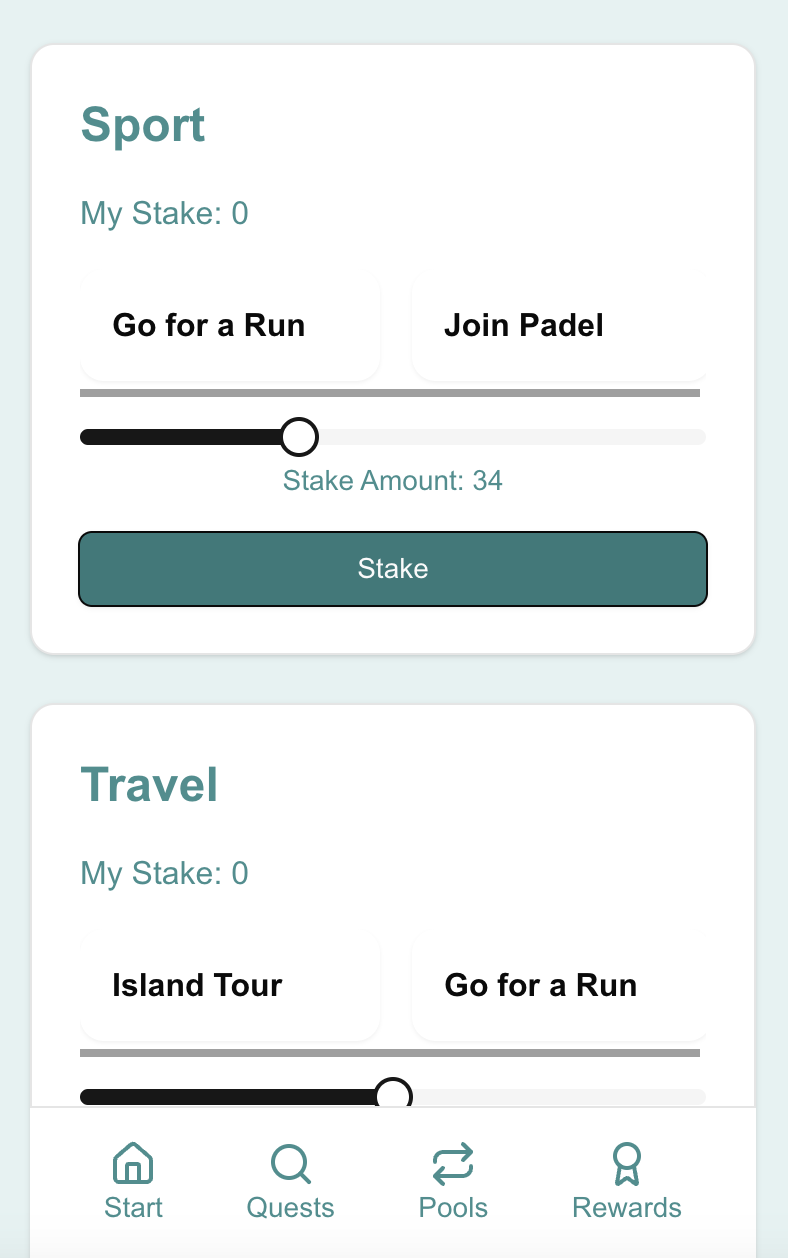 Sport
My Stake: 0
Go for a Run Join Padel
Stake Amount: 34
Stake
Travel
My Stake: 0
Island Tour Go for a Run
Start Quests Pools Rewards